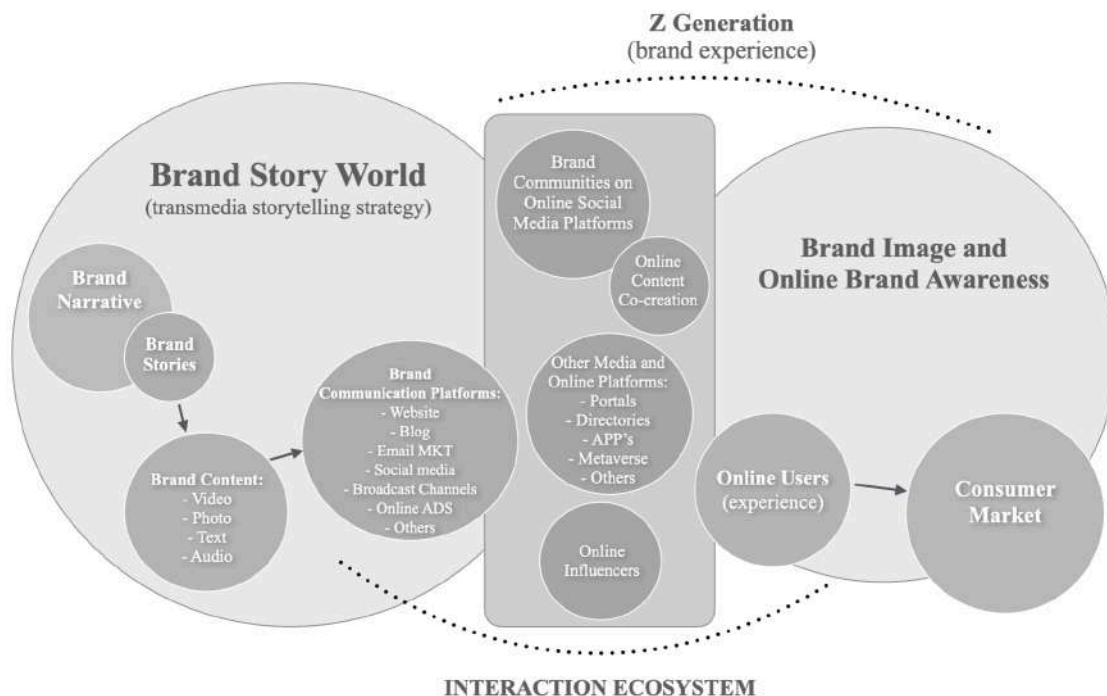 Z Generation
(brand experience)
Brand Story World
(transmedia storytelling strategy)
Brand
Narrative
Brand
Stories
Brand Content:
- Video
- Photo
- Text
- Audio
Brand
Communication Platforms:
- Website
- Blog
- Email MKT
- Social media
- Broadcast Channels
- Online ADS
- Others
Brand
Communities on
Online Social
Media Platforms
Online
Content
Co-creation
Other Media and
Online Platforms:
- Portals
- Directories
- APP's
- Metaverse
- Others
Online
Influencers
Brand Image and
Online Brand Awareness
Online Users
(experience)
Consumer
Market
INTERACTION ECOSYSTEM